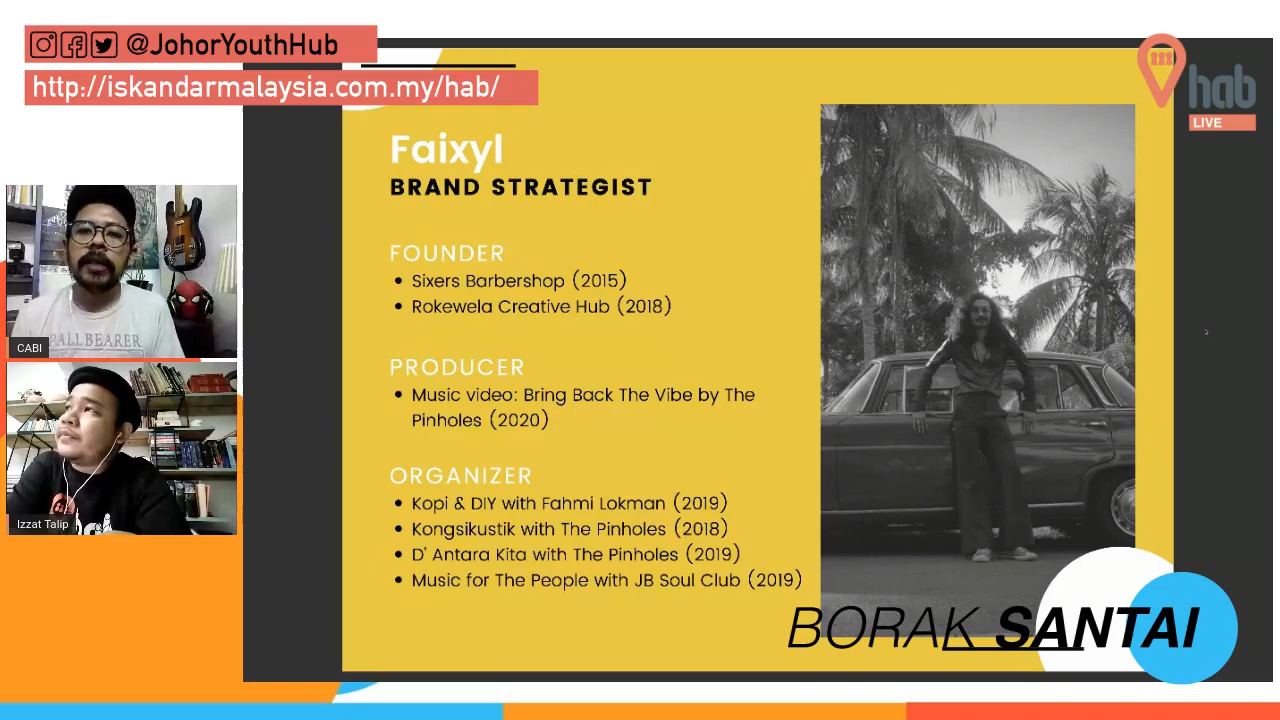 @JohorYouthHub
http://iskandarmalaysia.com.my/hab/
hab
LIVE
Faixyl
BRAND STRATEGIST
FOUNDER
• Sixers Barbershop (2015)
• Rokewela Creative Hub (2018)
PRODUCER
• Music video: Bring Back The Vibe by The
Pinholes (2020)
ORGANIZER
• Kopi & DIY with Fahmi Lokman (2019)
• Kongsikustik with The Pinholes (2018)
• D' Antara Kita with The Pinholes (2019)
• Music for The People with JB Soul Club (2019)
PALLBEARER
CABI
Izzat Talip
BORAK SANTAI